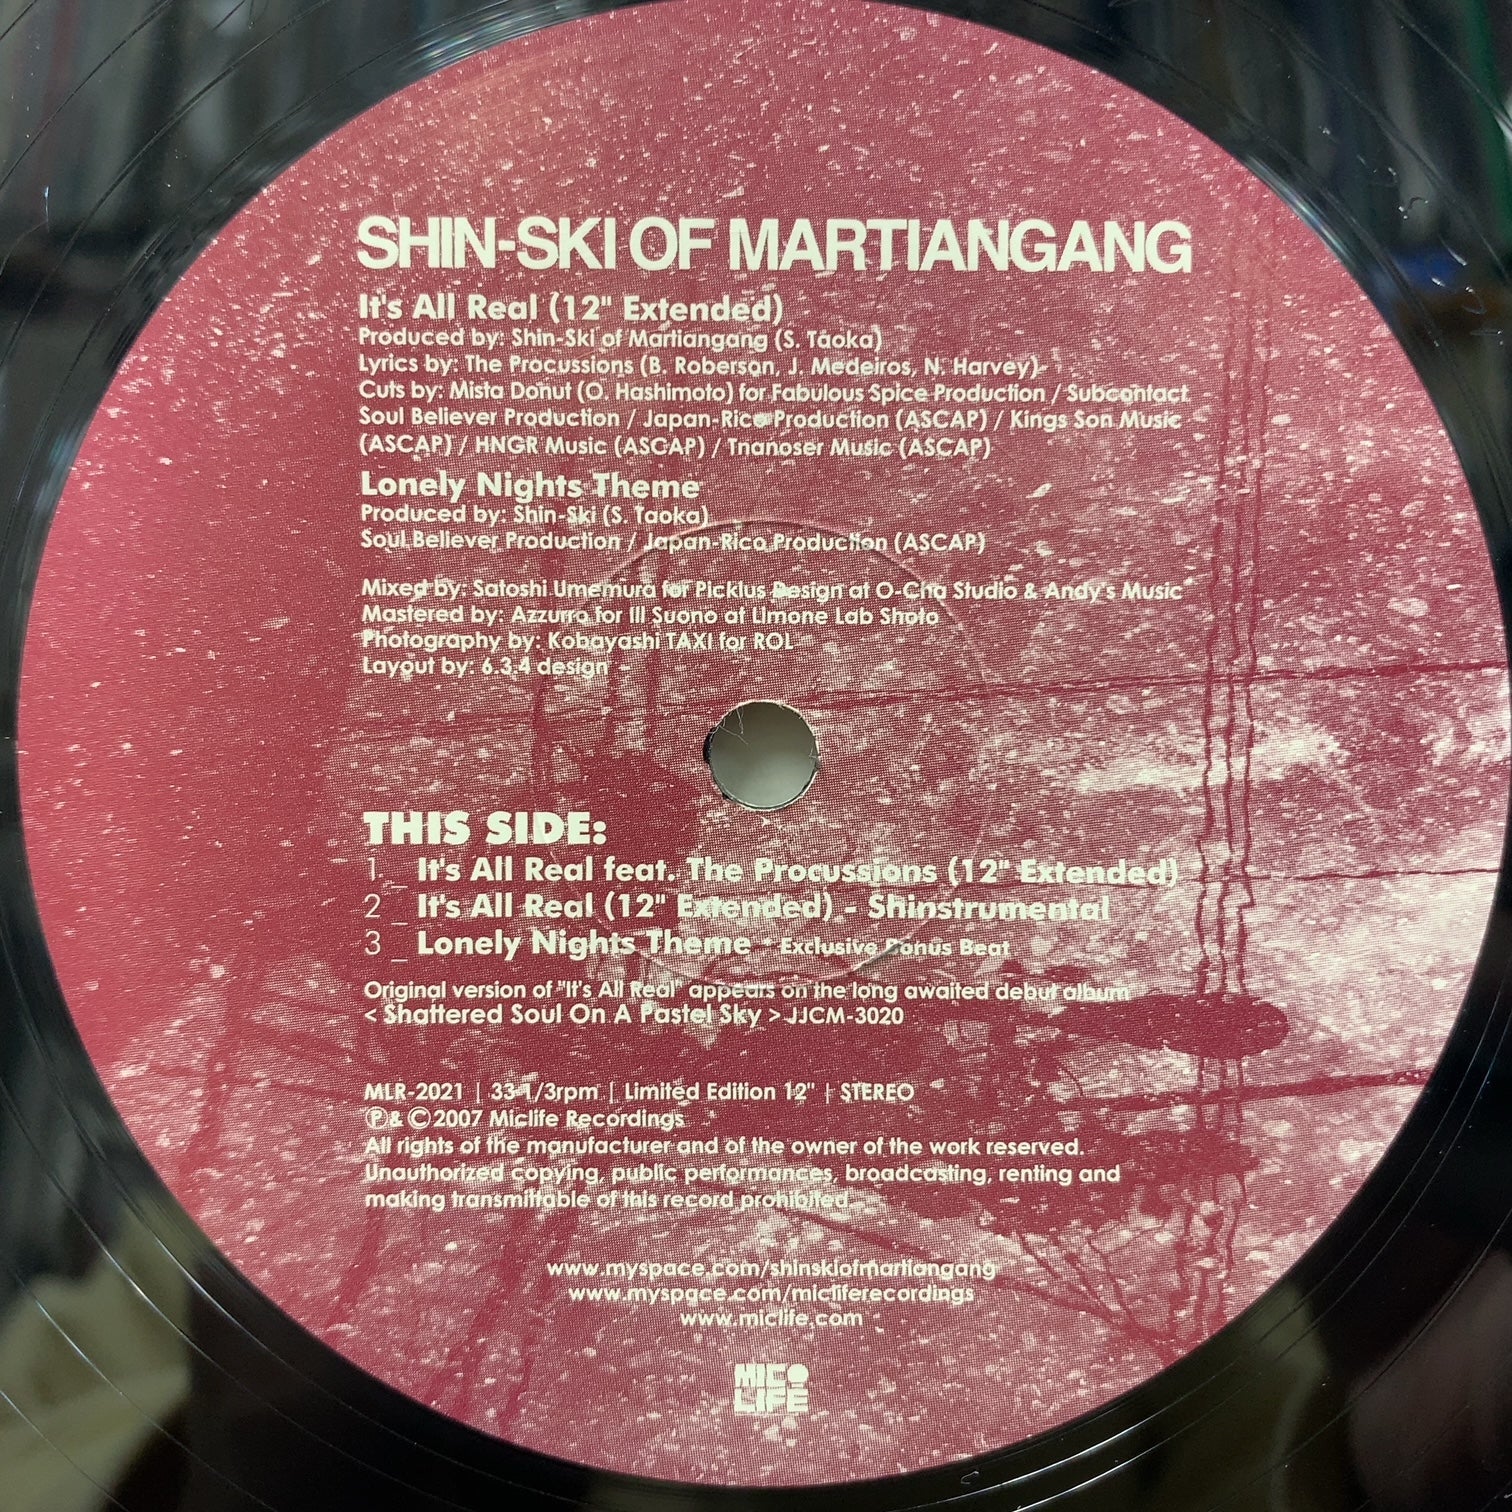 SHIN-SKI OF MARTIANGANG
It's All Real (12" Extended)
Produced by: Shin-Ski of Martiangang (S. Taoka)
Lyrics by: The Procussions (B. Roberson, J. Medeiros, N. Harvey)
Cuts by: Mista Donut (O. Hashimoto) for Fabulous Spice Production / Subcontact
Soul Believer Production / Japan-Rico Production (ASCAP) / Kings Son Music
(ASCAP) / HNGR Music (ASCAP) / Tnanoser Music (ASCAP)
Lonely Nights Theme
Produced by: Shin-Ski (S. Taoka)
Soul Believer Production / Japan-Rico Production (ASCAP)
Mixed by: Satoshi Umemura for Picklus Design at O-Cha Studio & Andy's Music
Mastered by: Azzurro for Ill Suono at Limone Lab Shoto
Photography by: Kobayashi TAXI for ROL
Layout by: 6.3.4 design
THIS SIDE:
1. _ It's All Real feat. The Procussions (12" Extended)
2 _ It's All Real (12" Extended) - Shinstrumental
3 _ Lonely Nights Theme - Exclusive Bonus Beat
Original version of "It's All Real" appears on the long awaited debut album
< Shattered Soul On A Pastel Sky > JJCM-3020
MLR-2021 | 33-1/3rpm | Limited Edition 12" | STEREO
℗ & ©2007 Miclife Recordings
All rights of the manufacturer and of the owner of the work reserved.
Unauthorized copying, public performances, broadcasting, renting and
making transmittable of this record prohibited.
www.myspace.com/shinskiofmartiangang
www.myspace.com/micliferecordings
www.miclife.com
MIC
LIFE